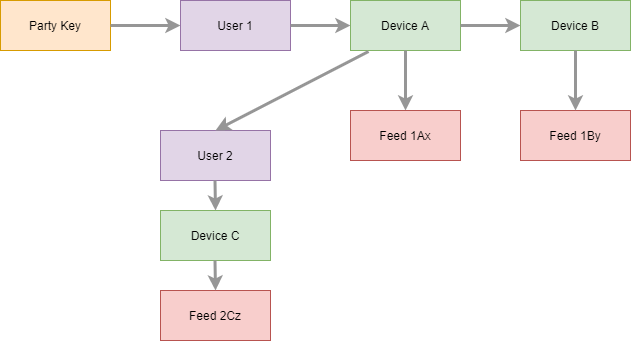 Party Key
User 1
Device A
Device B
Feed 1Ax
Feed 1By
User 2
Device C
Feed 2Cz